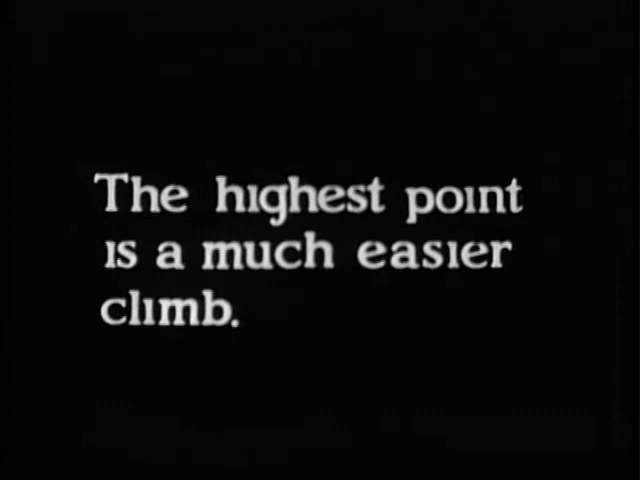 The highest point
is a much easier
climb.